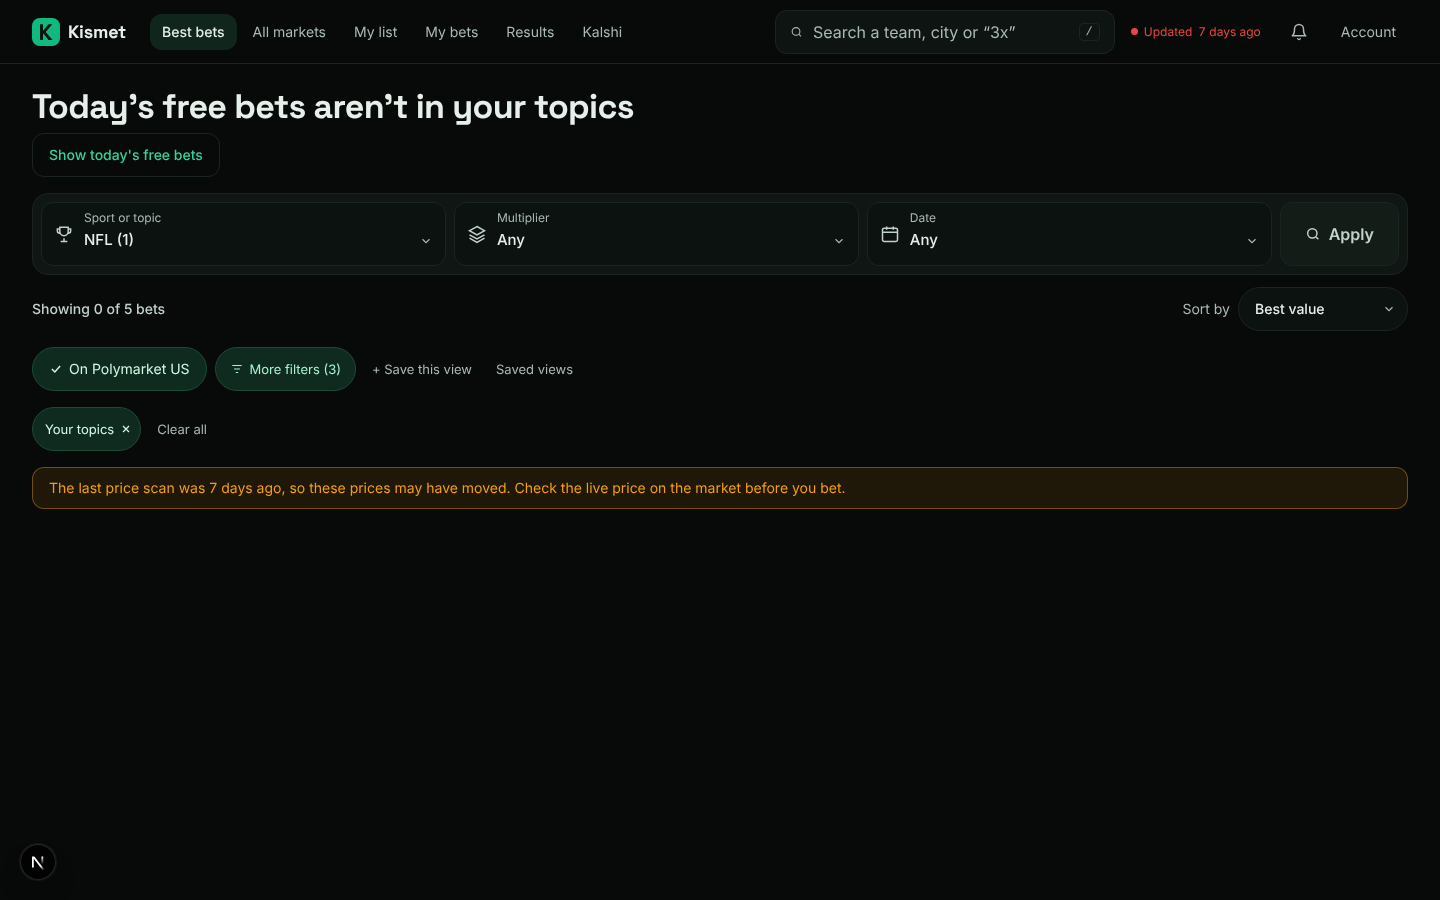 Kismet
Best bets
All markets
My list
My bets
Results
Kalshi
Search a team, city or “3x”
/
Updated 7 days ago
Account
Today’s free bets aren’t in your topics
Show today's free bets
Sport or topic
NFL (1)
Multiplier
Any
Date
Any
Apply
Showing 0 of 5 bets
Sort by
Best value
On Polymarket US
More filters (3)
+ Save this view
Saved views
Your topics ×
Clear all
The last price scan was 7 days ago, so these prices may have moved. Check the live price on the market before you bet.